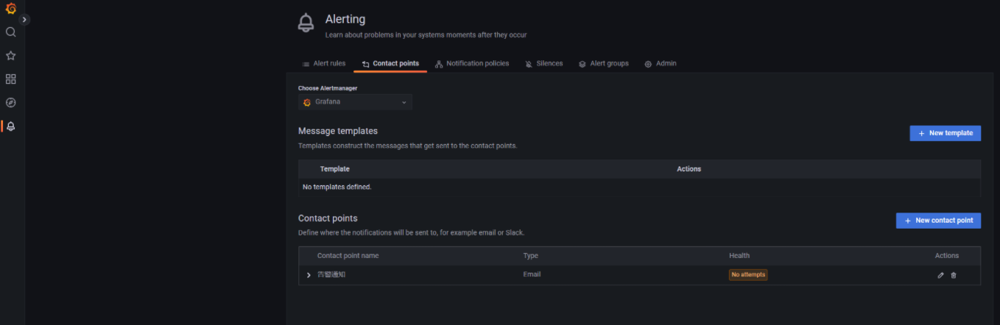 Alerting
Learn about problems in your systems moments after they occur
Alert rules Contact points Notification policies Silences Alert groups Admin
Choose Alertmanager
Grafana
Message templates
+ New template
Templates construct the messages that get sent to the contact points.
Template Actions
No templates defined.
Contact points
+ New contact point
Define where the notifications will be sent to, for example email or Slack.
Contact point name Type Health Actions
告警通知 Email No attempts